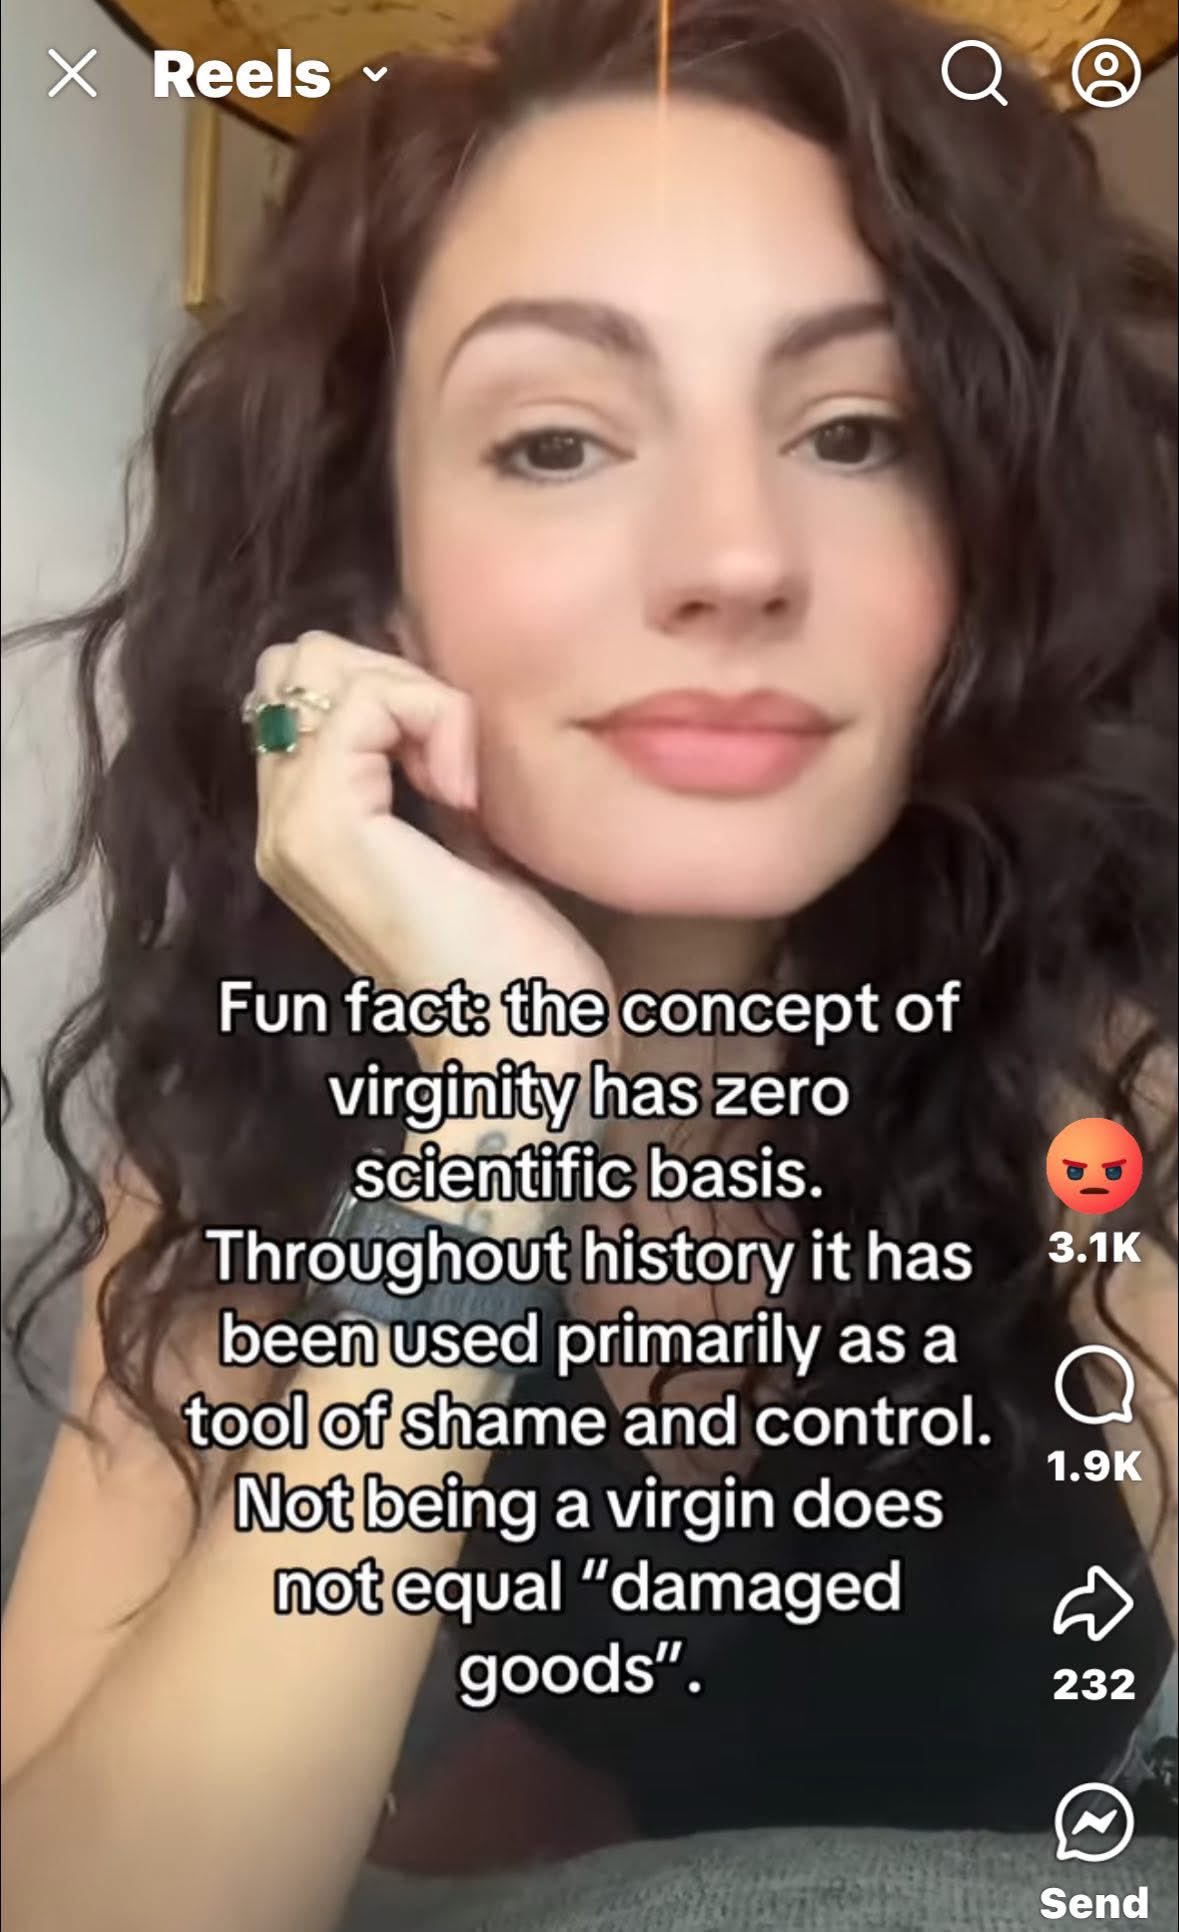 Reels
Fun fact: the concept of
virginity has zero
scientific basis.
Throughout history it has
been used primarily as a
tool of shame and control.
Not being a virgin does
not equal "damaged
goods".
3.1K
1.9K
232
Send